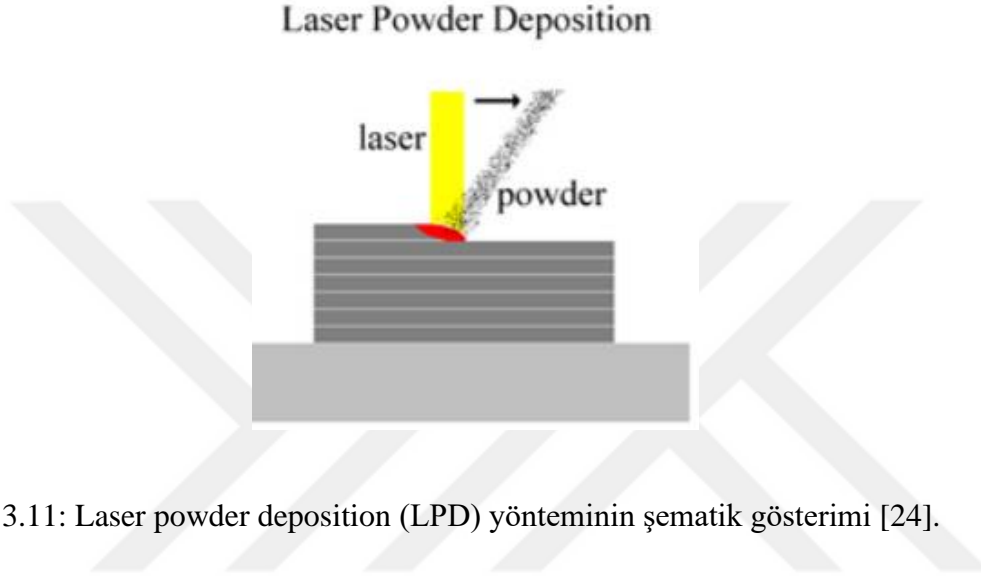 Laser Powder Deposition
laser
powder
3.11: Laser powder deposition (LPD) yönteminin şematik gösterimi [24].